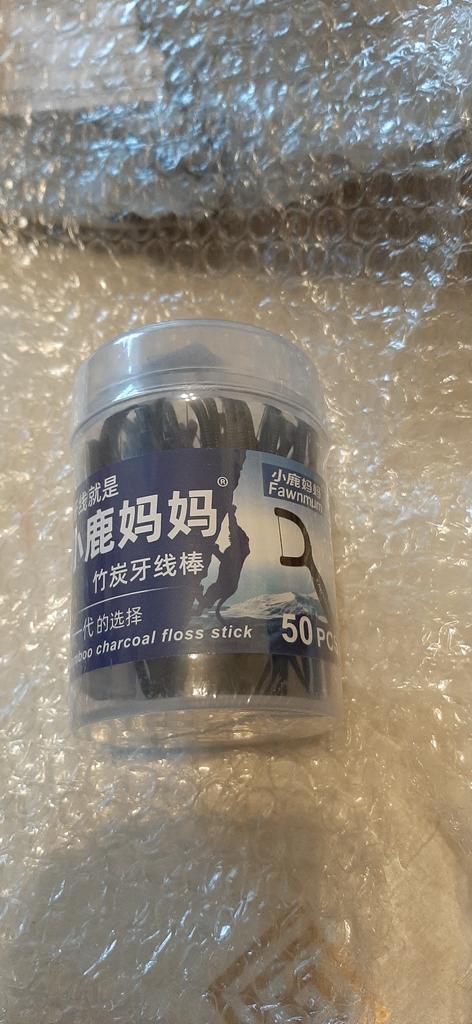 线就是
小鹿妈妈®
竹炭牙线棒
一代的选择
boo charcoal floss stick
小鹿妈妈
Fawnmum
50 PC